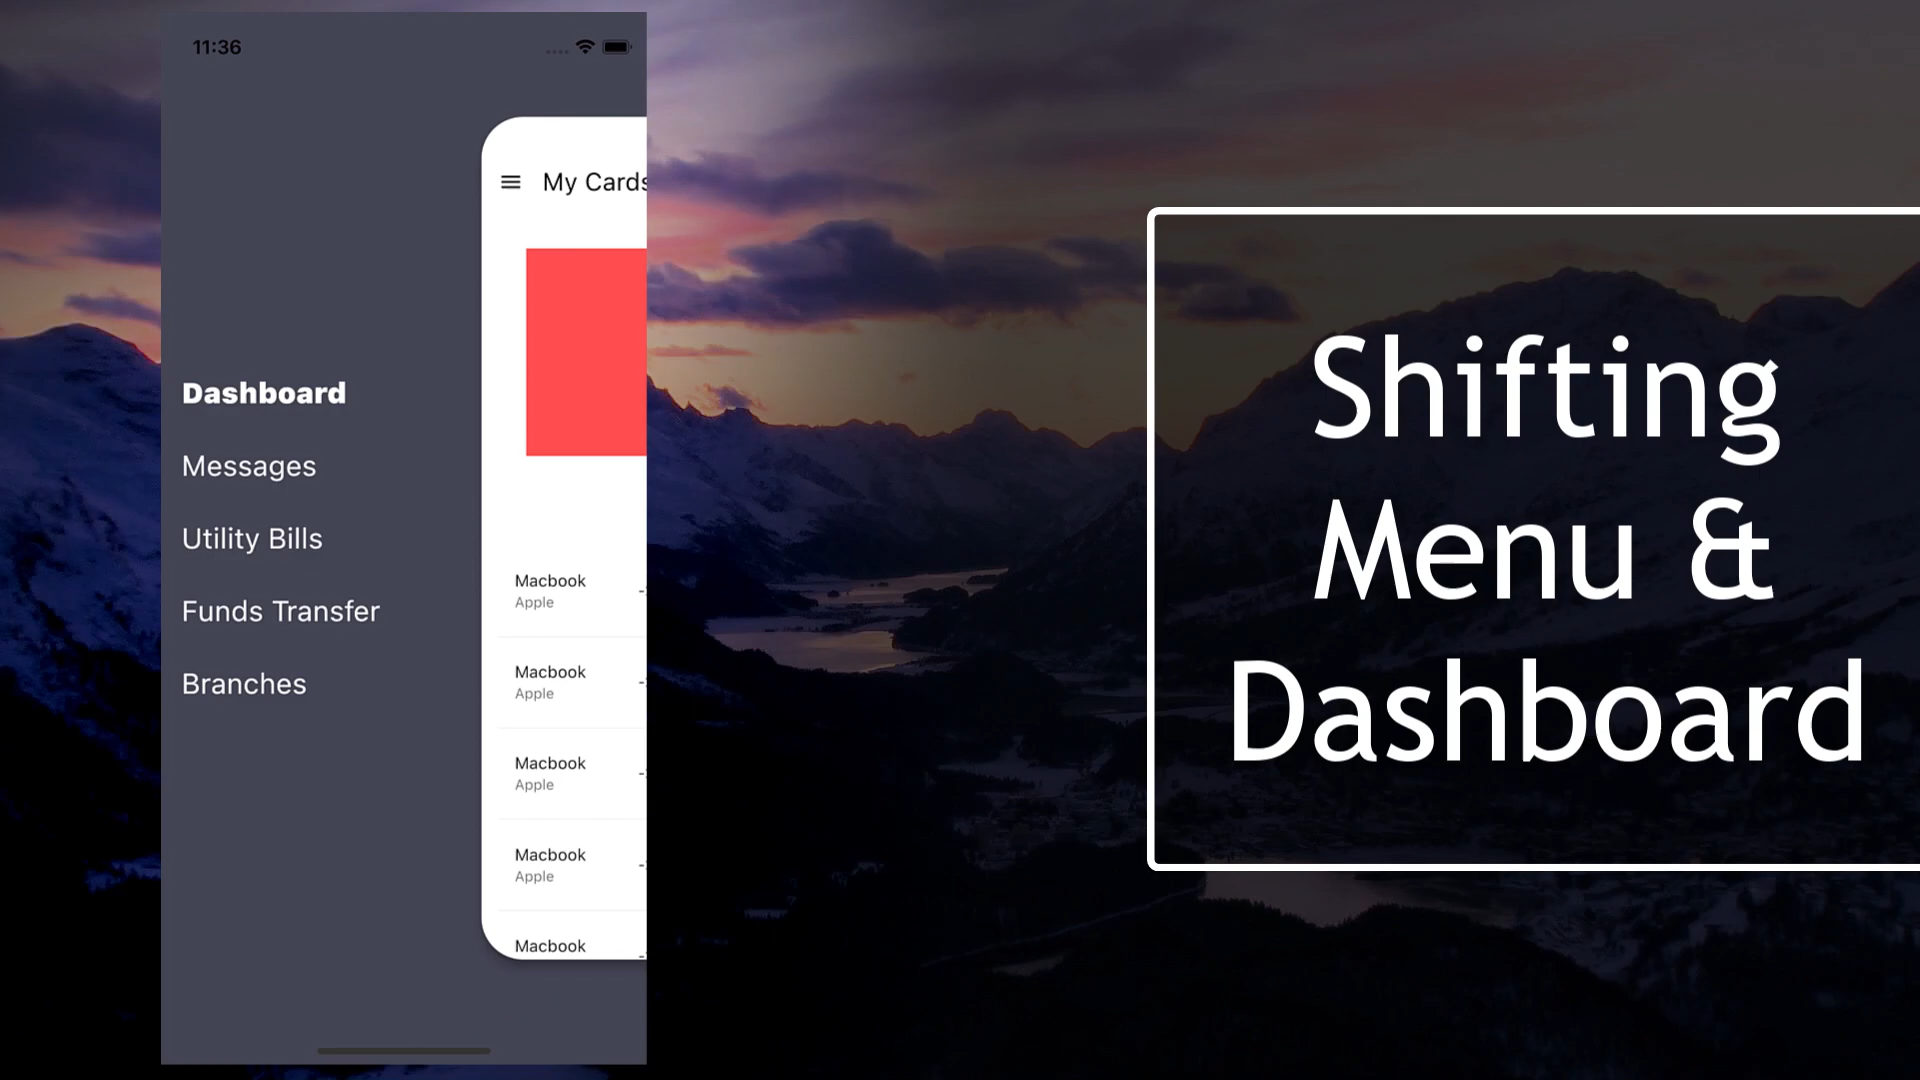 11:36
My Cards
Dashboard
Messages
Utility Bills
Funds Transfer
Branches
Macbook
Apple
Macbook
Apple
Macbook
Apple
Macbook
Apple
Macbook
Shifting
Menu &
Dashboard